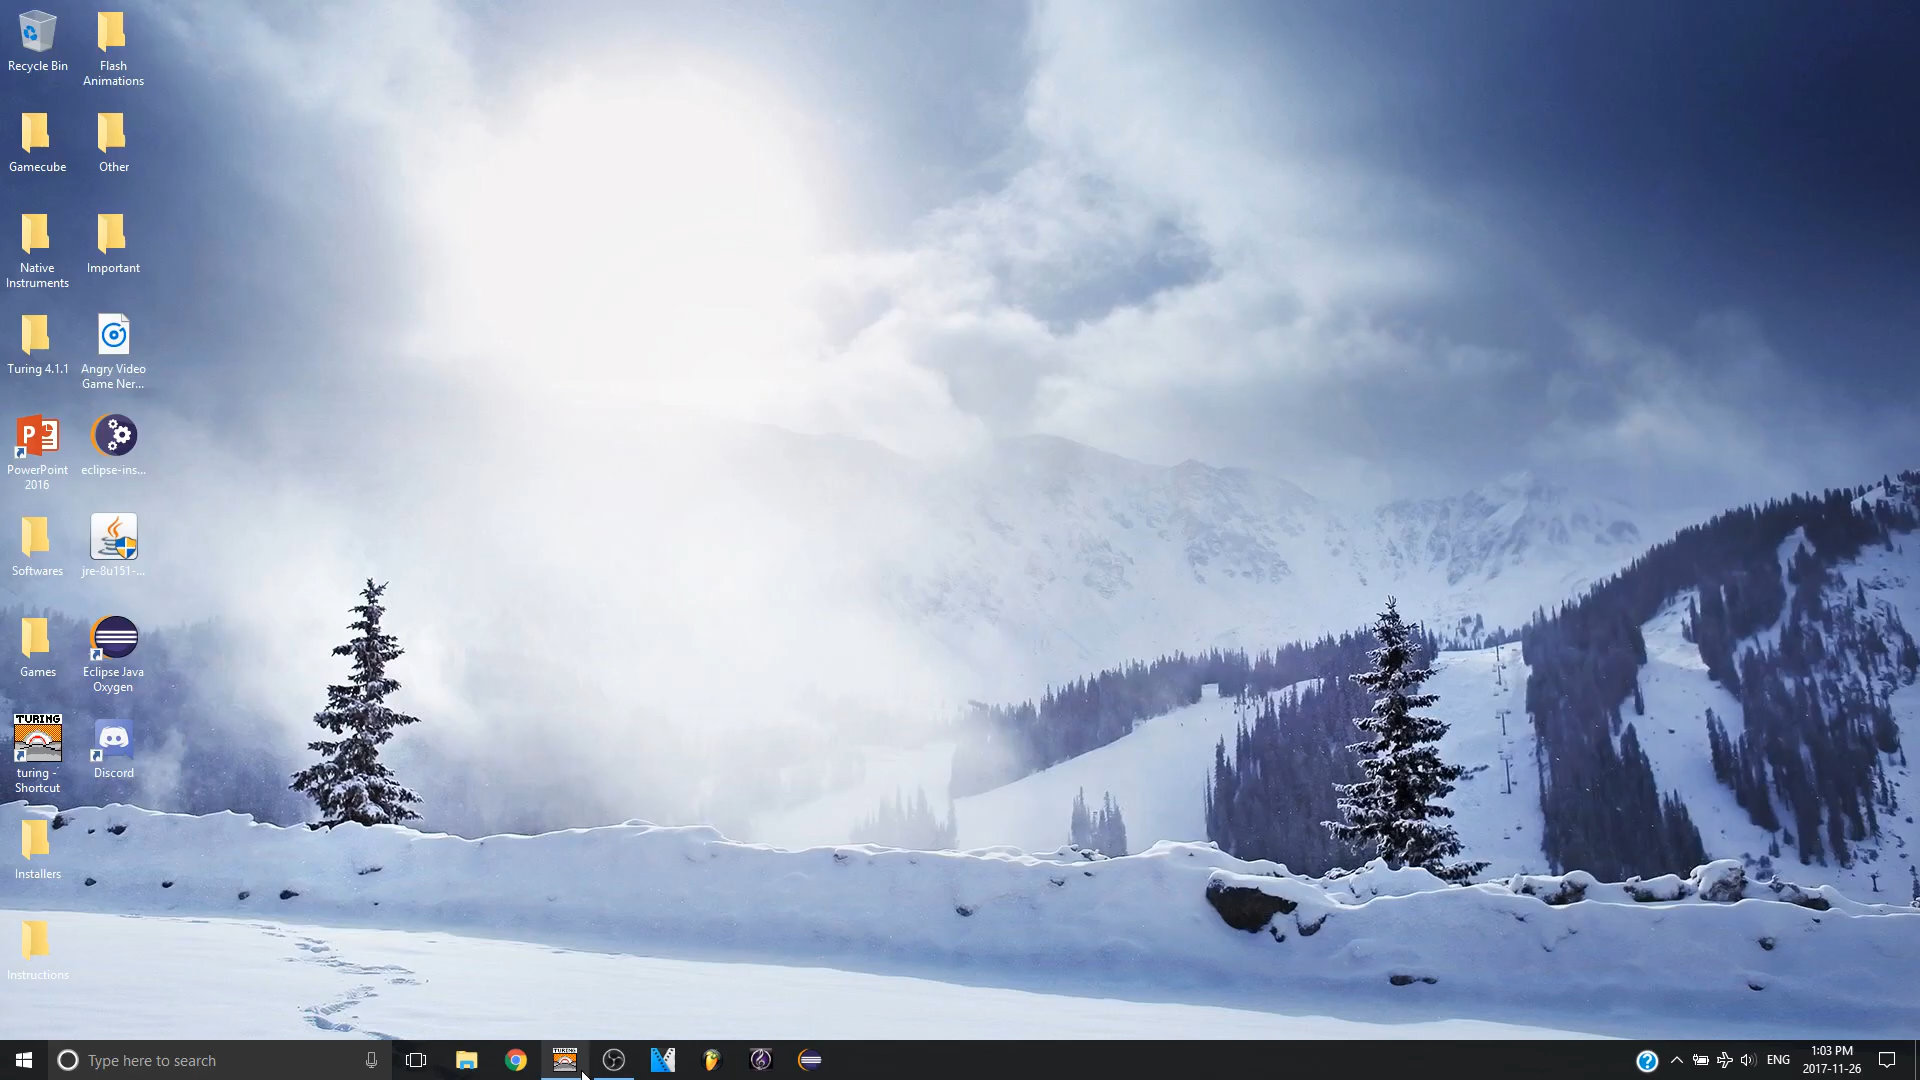 Recycle Bin
Flash
Animations
Gamecube
Other
Native
Instruments
Important
Turing 4.1.1
Angry Video
Game Ner...
PowerPoint
2016
eclipse-ins...
Softwares
jre-8u151-...
Games
Eclipse Java
Oxygen
TURING
turing -
Shortcut
Discord
Installers
Instructions
Type here to search
TURING
ENG
1:03 PM
2017-11-26